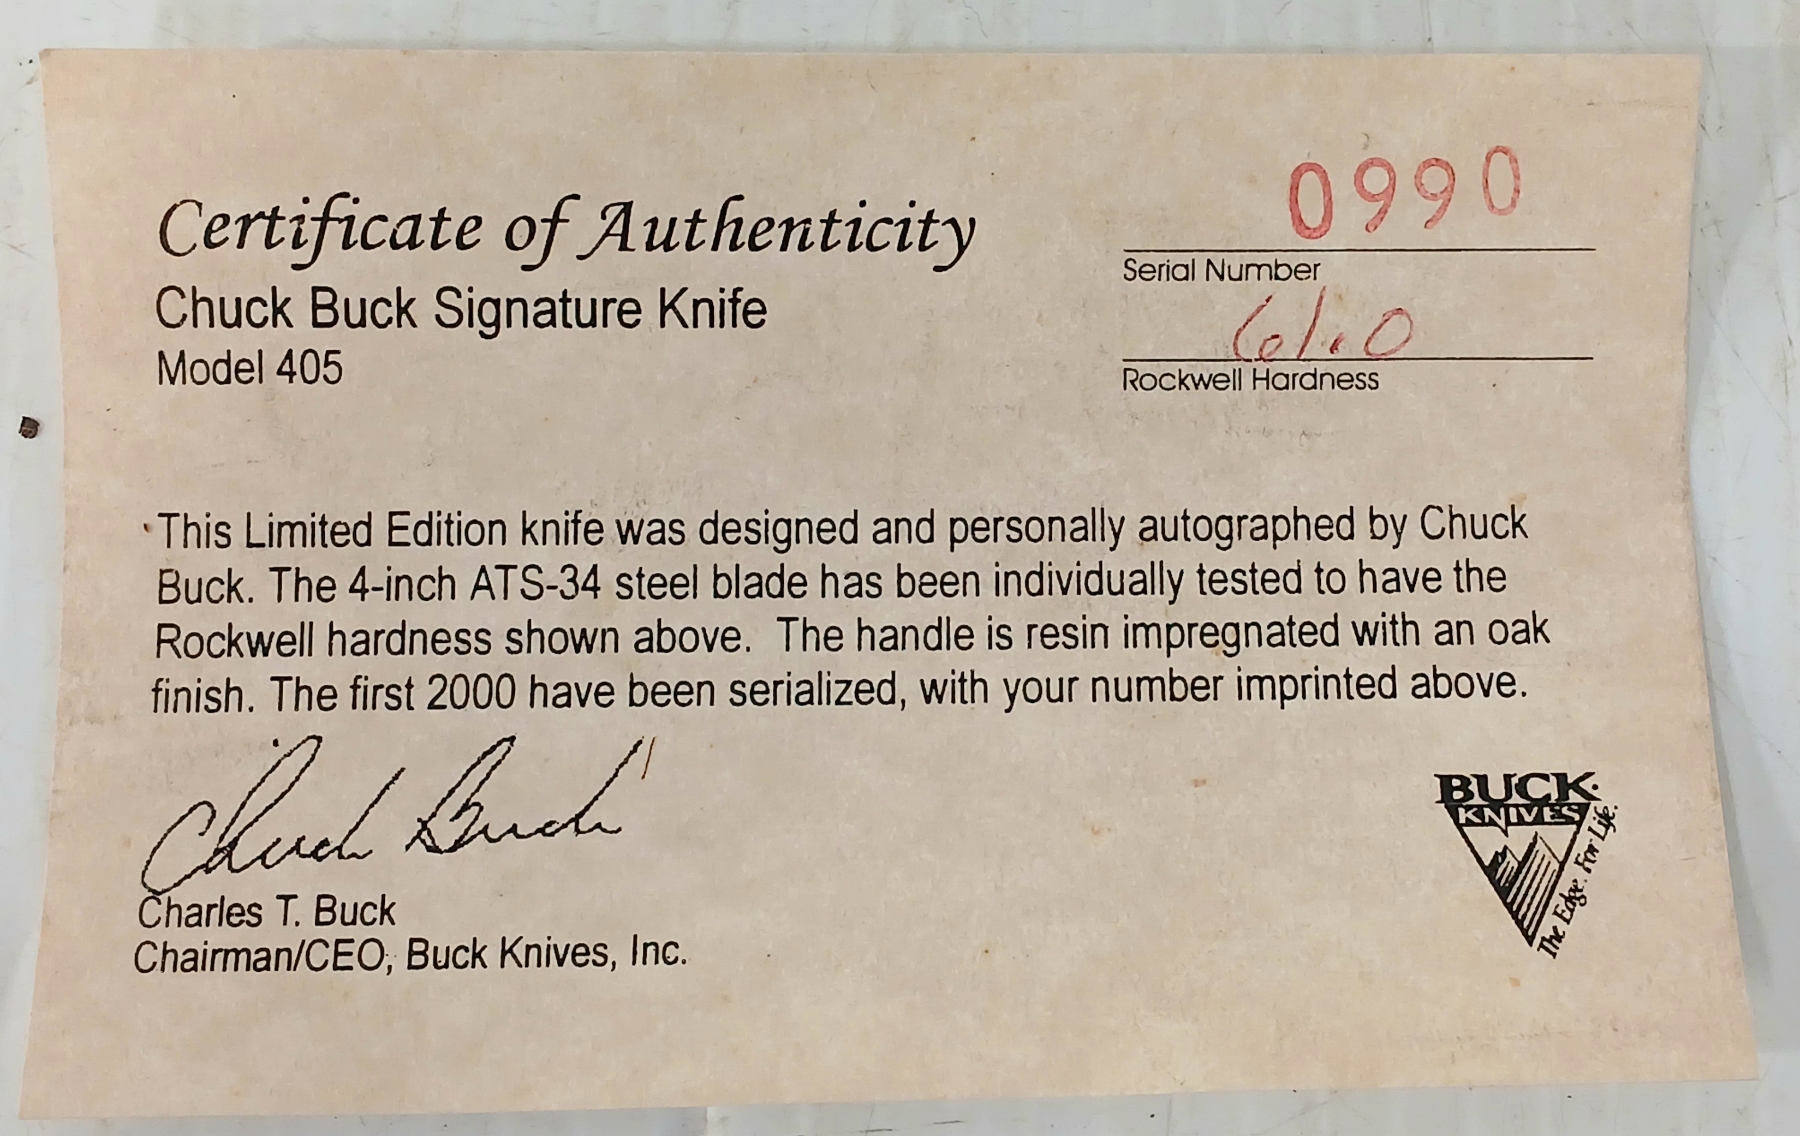 Certificate of Authenticity
Chuck Buck Signature Knife
Model 405
0990
Serial Number
61.0
Rockwell Hardness
This Limited Edition knife was designed and personally autographed by Chuck
Buck. The 4-inch ATS-34 steel blade has been individually tested to have the
Rockwell hardness shown above. The handle is resin impregnated with an oak
finish. The first 2000 have been serialized, with your number imprinted above.
Chuck Buck
Charles T. Buck
Chairman/CEO, Buck Knives, Inc.
BUCK
KNIVES
The Edge. For Life.